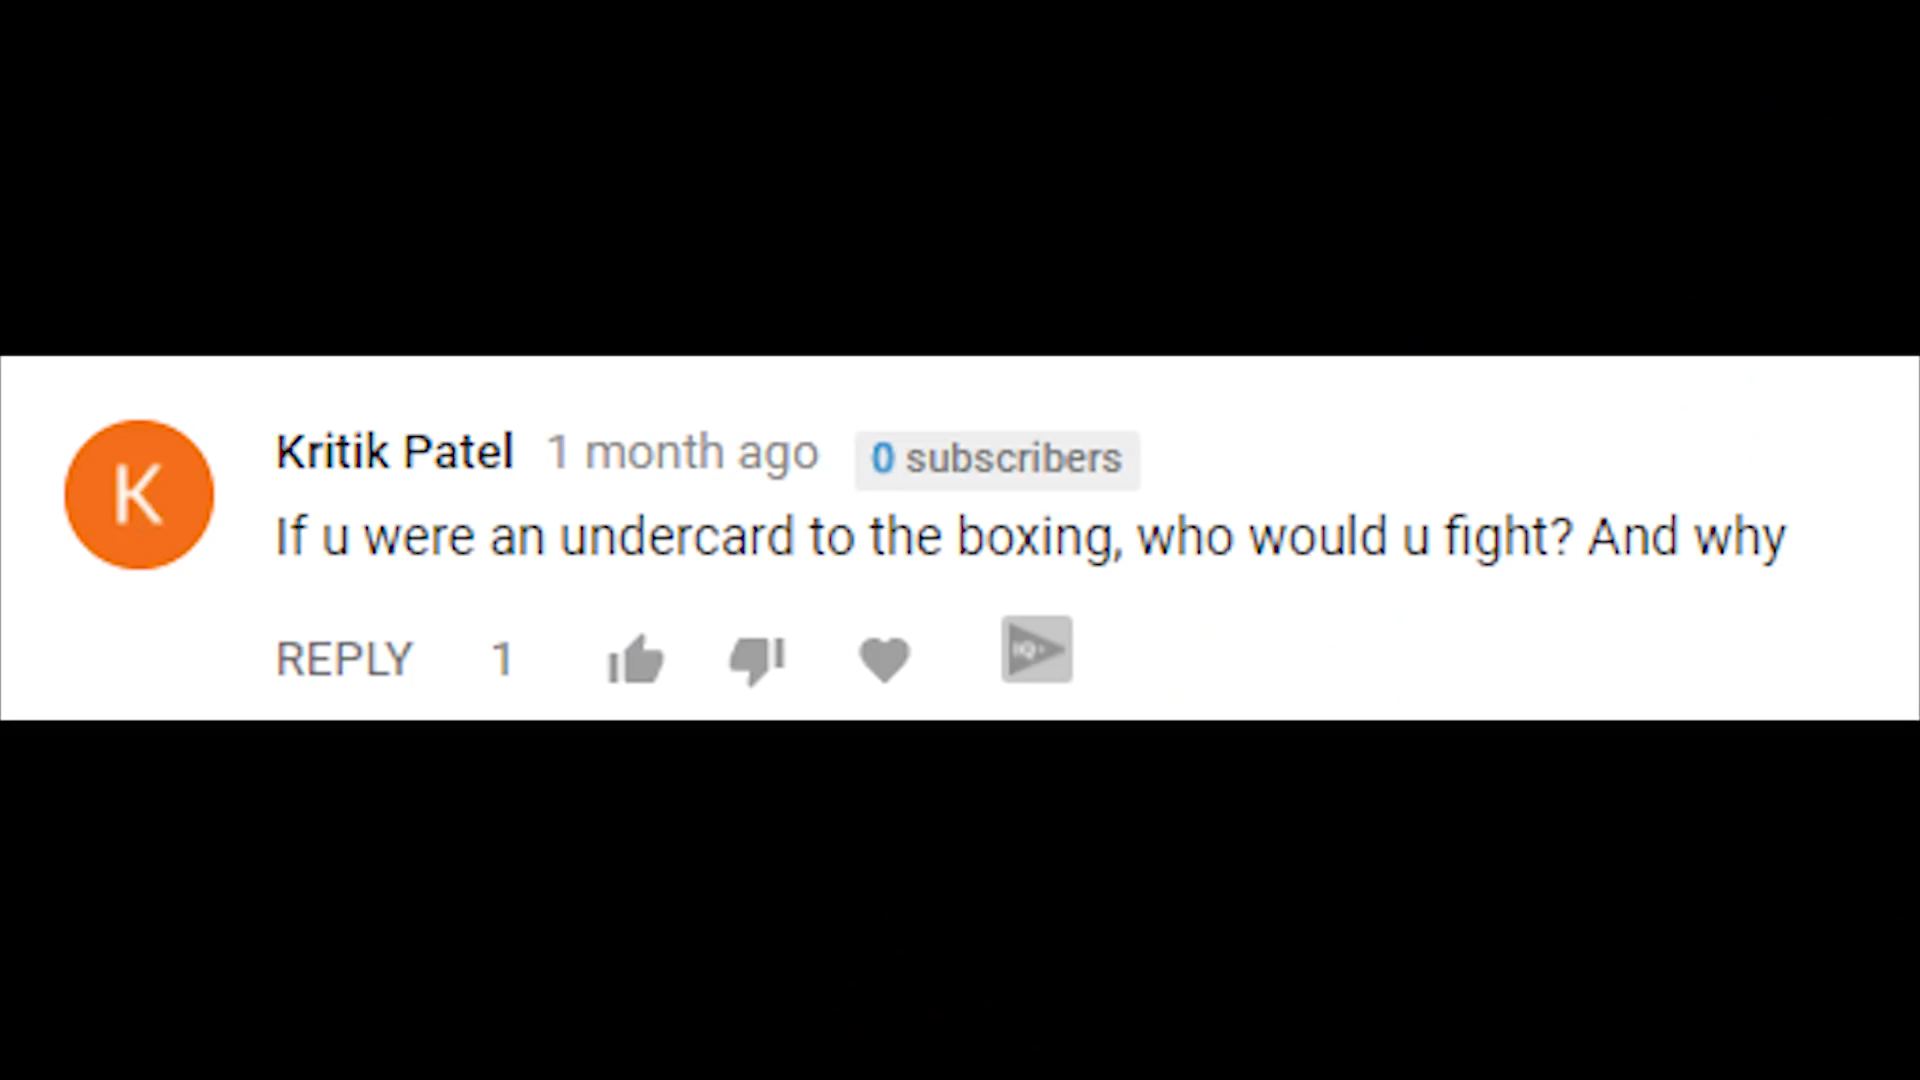 K
Kritik Patel 1 month ago 0 subscribers
If u were an undercard to the boxing, who would u fight? And why
REPLY 1
IQ